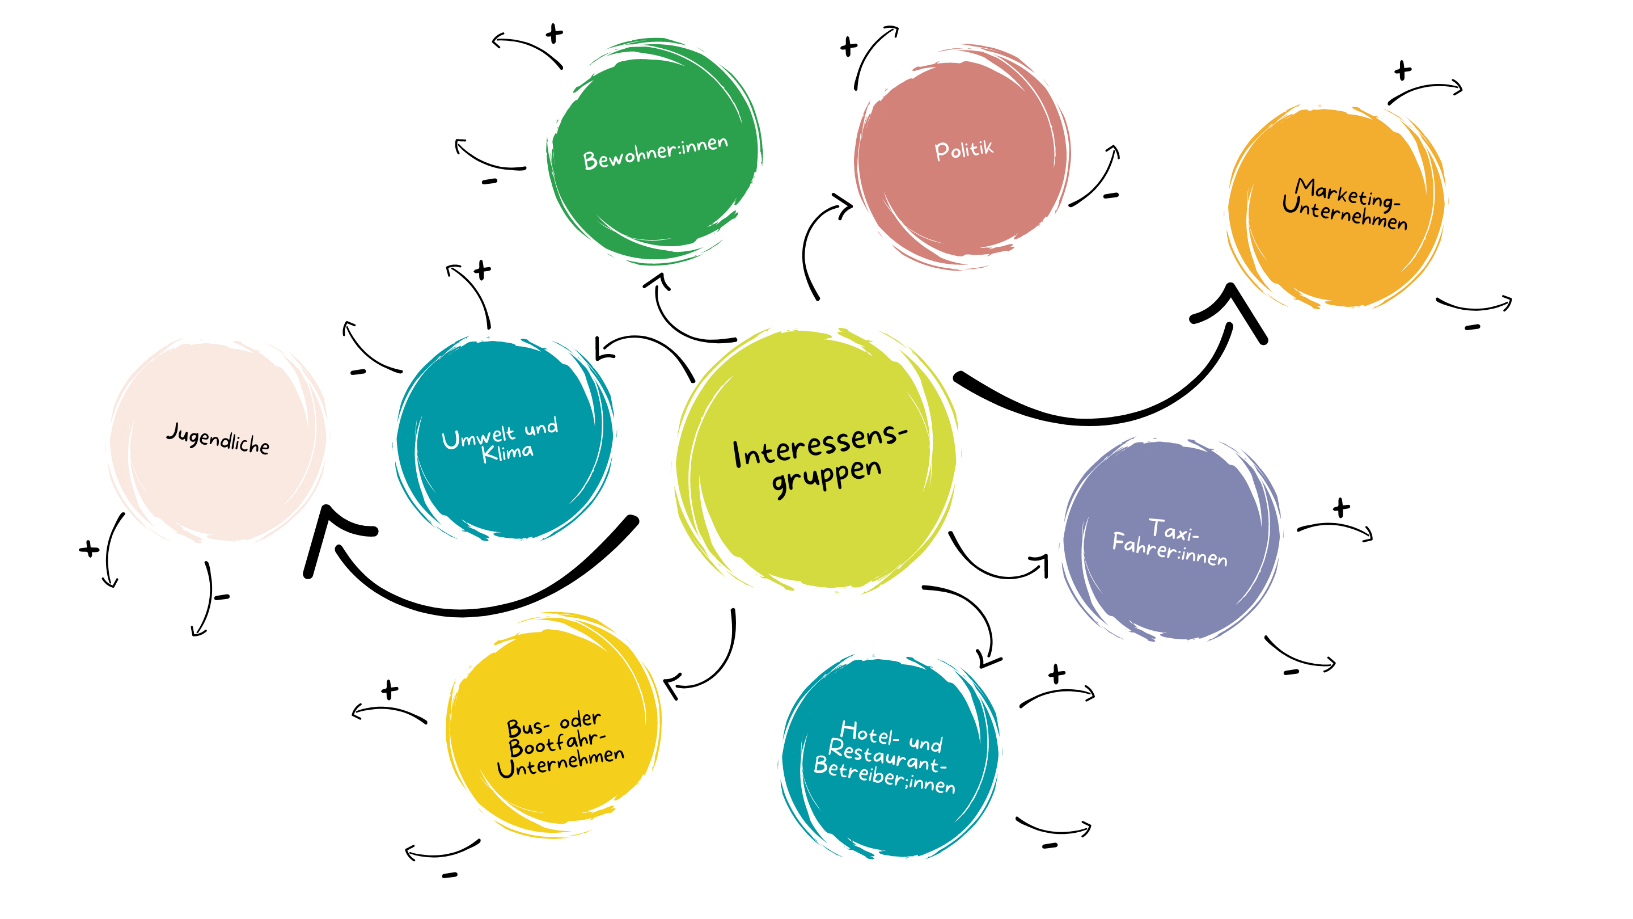 +
Bewohner:innen
-
+
Politik
-
+
Marketing-
Unternehmen
-
+
Umwelt und
Klima
-
Jugendliche
+
-
Interessens-
gruppen
Taxi-
Fahrer:innen
+
-
+
Bus- oder
Bootfahr-
Unternehmen
-
Hotel- und
Restaurant-
Betreiber;innen
+
-